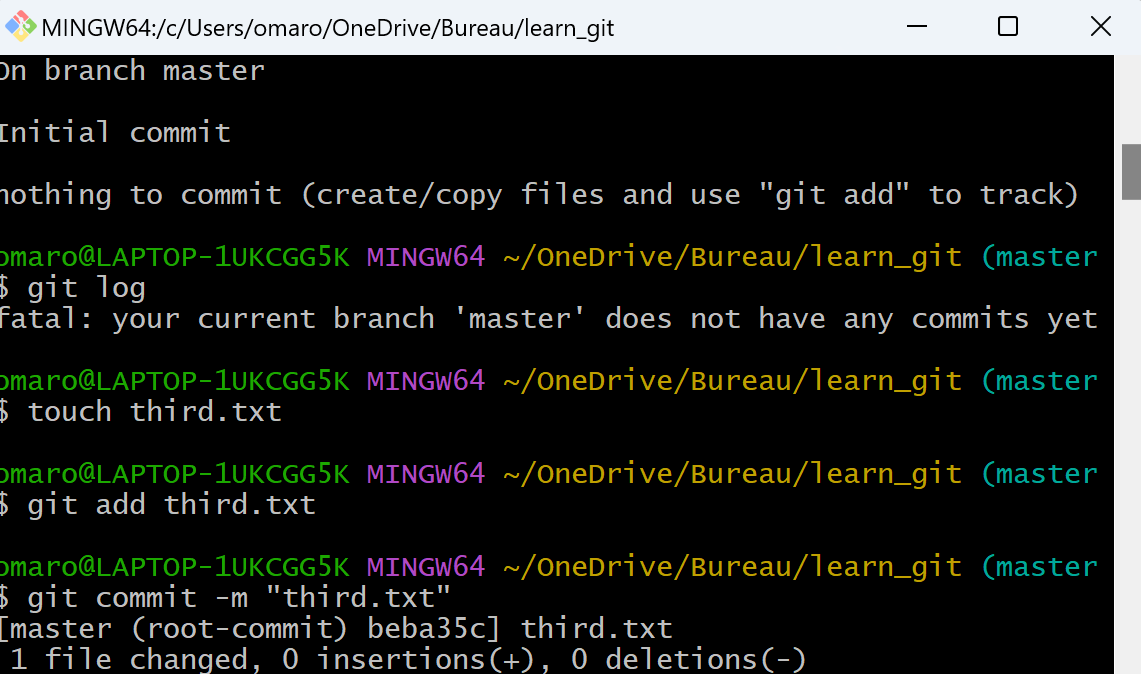 MINGW64:/c/Users/omaro/OneDrive/Bureau/learn_git
On branch master
Initial commit
nothing to commit (create/copy files and use "git add" to track)
omaro@LAPTOP-1UKCGG5K MINGW64 ~/OneDrive/Bureau/learn_git (master
$ git log
fatal: your current branch 'master' does not have any commits yet
omaro@LAPTOP-1UKCGG5K MINGW64 ~/OneDrive/Bureau/learn_git (master
$ touch third.txt
omaro@LAPTOP-1UKCGG5K MINGW64 ~/OneDrive/Bureau/learn_git (master
$ git add third.txt
omaro@LAPTOP-1UKCGG5K MINGW64 ~/OneDrive/Bureau/learn_git (master
$ git commit -m "third.txt"
[master (root-commit) beba35c] third.txt
1 file changed, 0 insertions(+), 0 deletions(-)